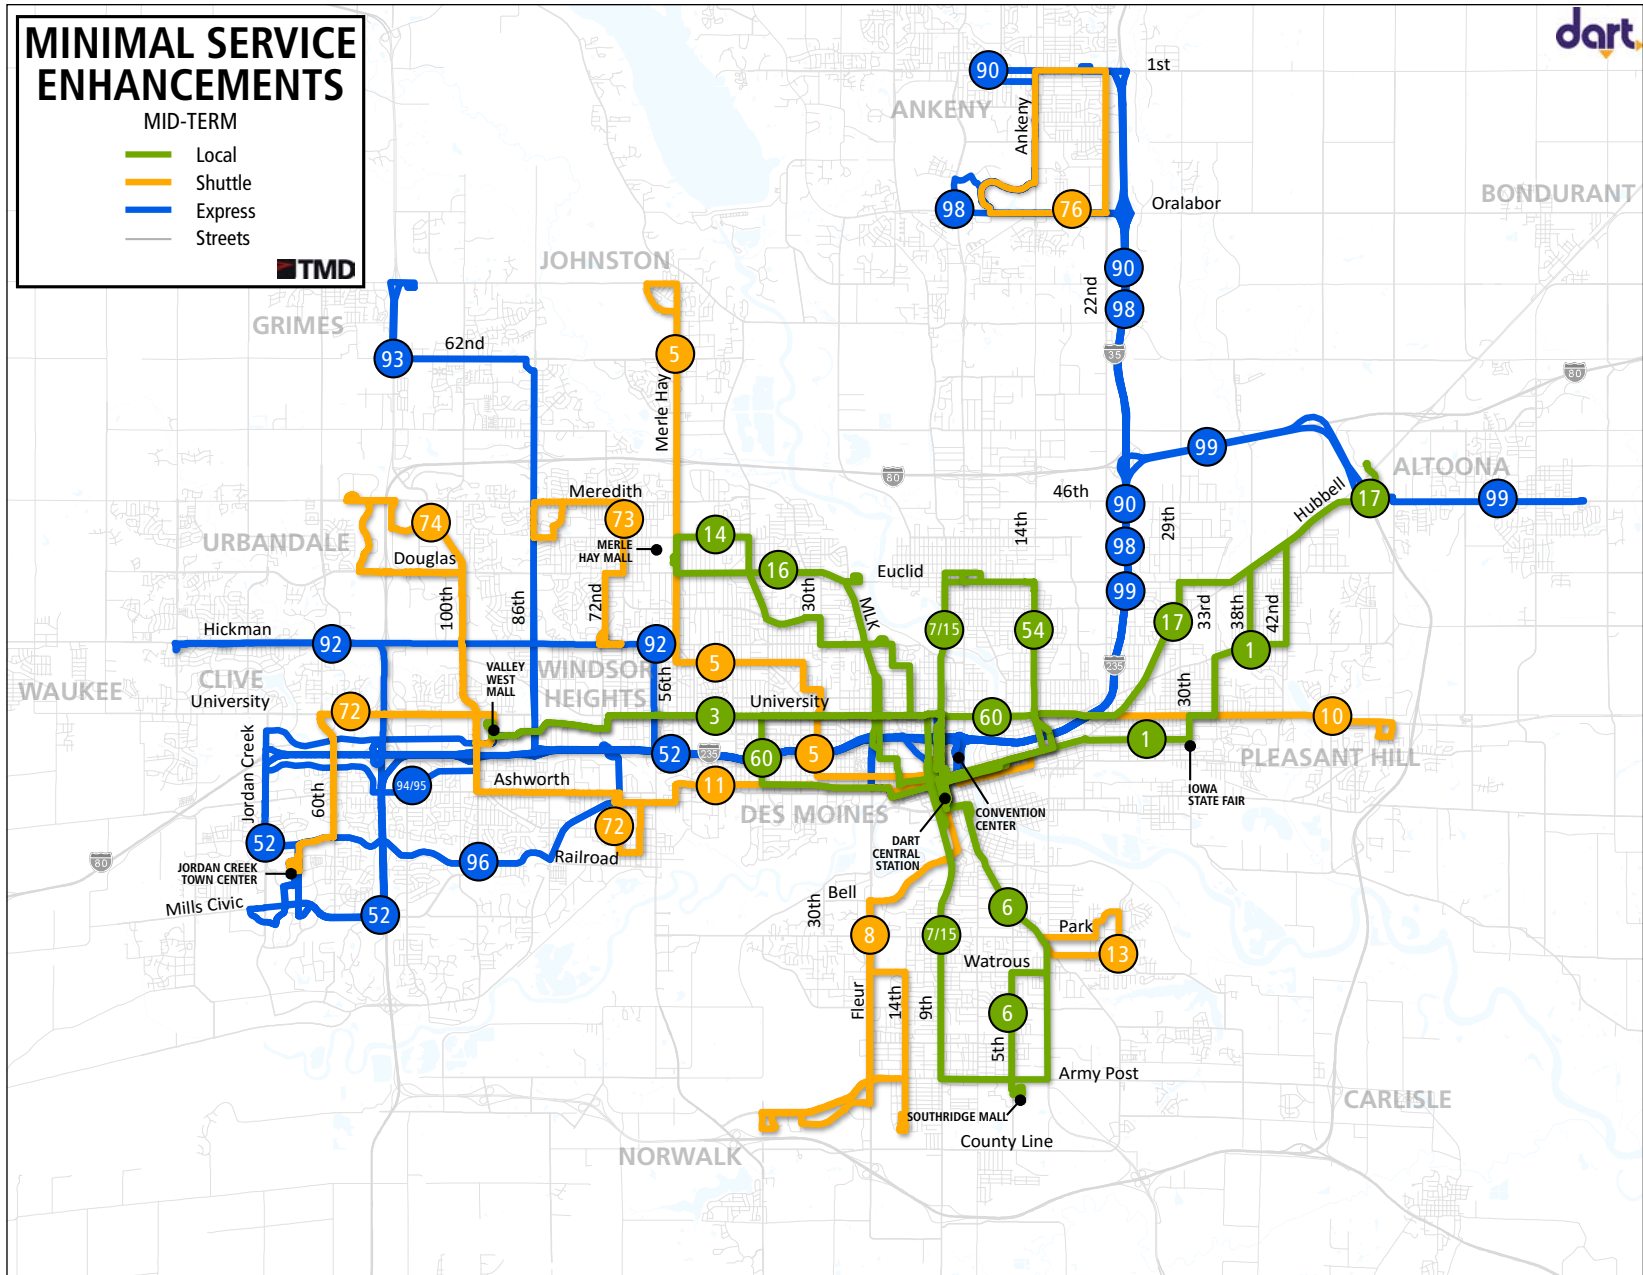 MINIMAL SERVICE
ENHANCEMENTS
MID-TERM
Local
Shuttle
Express
Streets
TMD
dart
90
1st
ANKENY
Ankeny
BONDURANT
98
76
Oralabor
JOHNSTON
90
22nd
98
GRIMES
93
62nd
5
35
80
Merle Hay
99
80
ALTOONA
46th
90
Hubbell
17
99
Meredith
73
74
URBANDALE
Douglas
MERLE
HAY MALL
14
14th
29th
98
16
Euclid
99
100th
86th
72nd
30th
MLK
7/15
54
17
33rd
38th
42nd
Hickman
92
92
1
WAUKEE
CLIVE
VALLEY
WEST
MALL
WINDSOR
HEIGHTS
56th
5
235
30th
University
72
3
University
60
10
Jordan Creek
52
235
60
5
1
PLEASANT HILL
94/95
Ashworth
11
IOWA
STATE FAIR
60th
DES MOINES
CONVENTION
CENTER
72
52
DART
CENTRAL
STATION
80
96
Railroad
JORDAN CREEK
TOWN CENTER
Mills Civic
52
Bell
30th
6
8
7/15
Park
13
Watrous
Fleur
14th
9th
6
5th
Army Post
SOUTHRIDGE MALL
CARLISLE
County Line
NORWALK